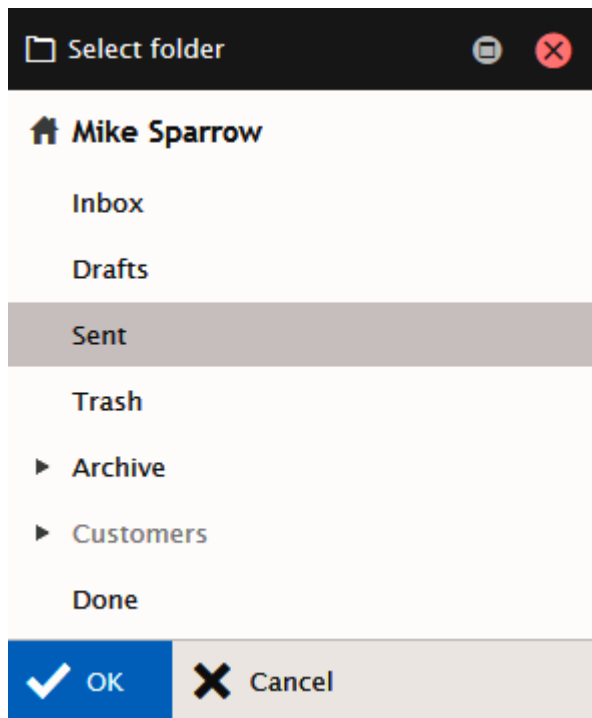 Select folder
Mike Sparrow
Inbox
Drafts
Sent
Trash
Archive
Customers
Done
OK Cancel